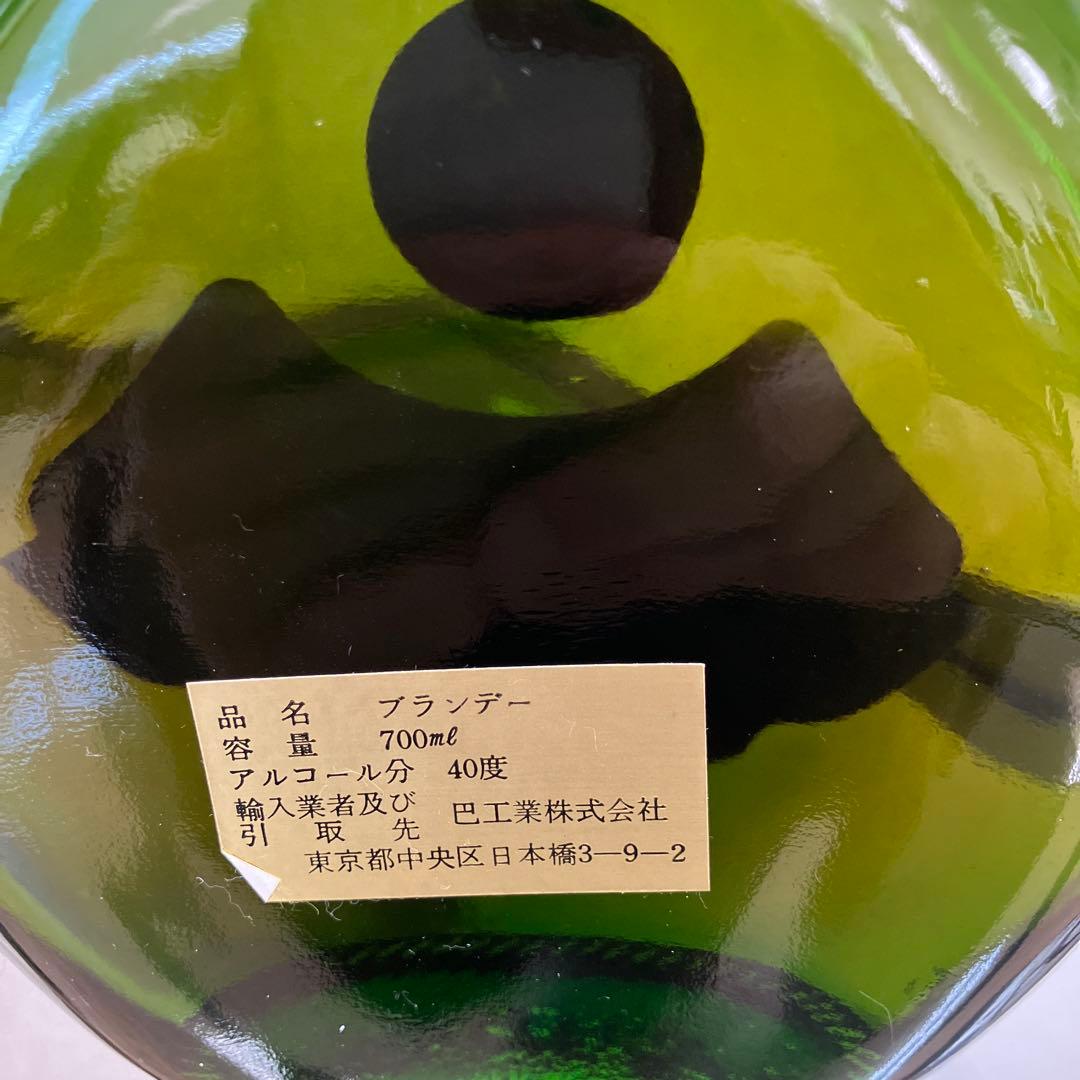 品名 ブランデー
容量 700㎖
アルコール分 40度
輸入業者及び引取先 巴工業株式会社
東京都中央区日本橋3−9−2